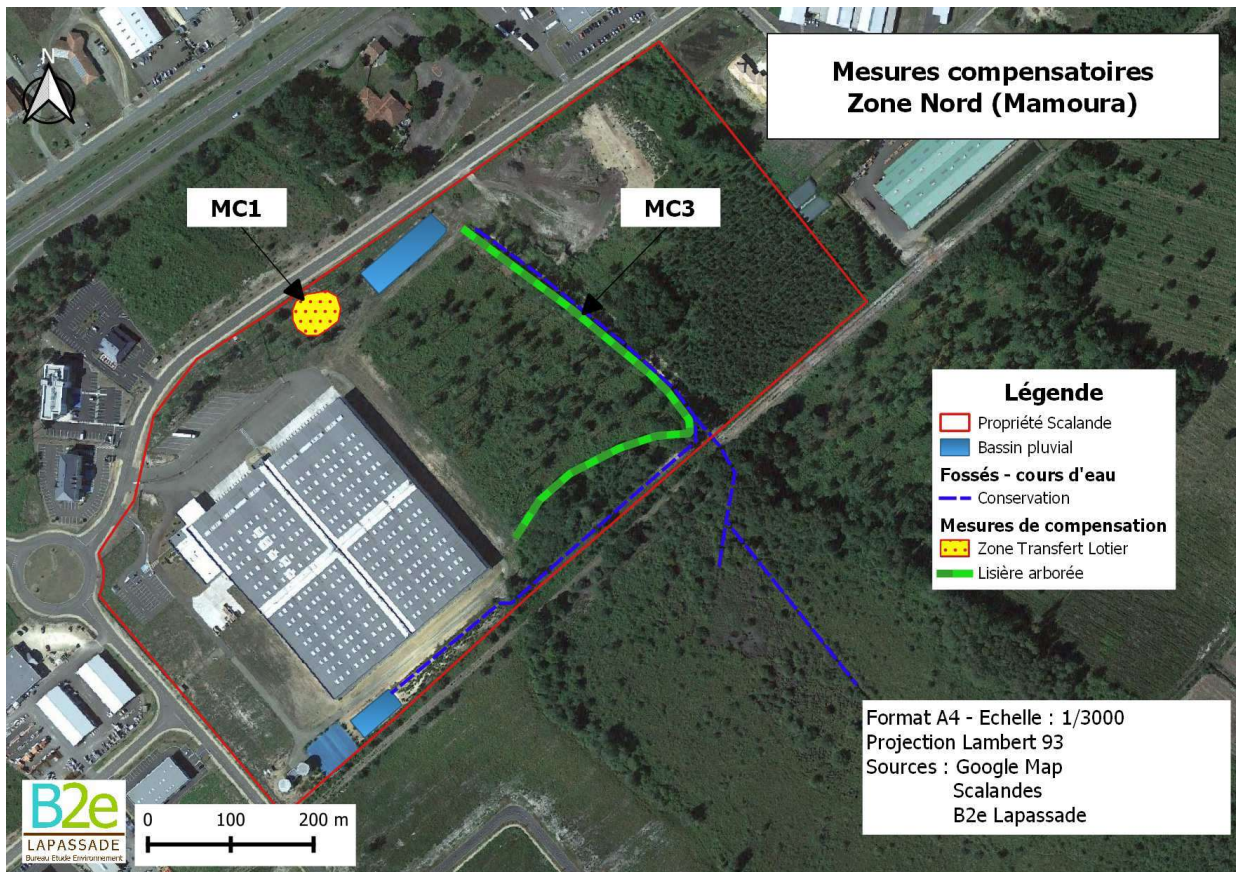 N
Mesures compensatoires
Zone Nord (Mamoura)
MC1
MC3
Légende
Propriété Scalande
Bassin pluvial
Fossés - cours d'eau
Conservation
Mesures de compensation
Zone Transfert Lotier
Lisière arborée
Format A4 - Echelle : 1/3000
Projection Lambert 93
Sources : Google Map
Scalandes
B2e Lapassade
B2e
LAPASSADE
Bureau Etude Environnement
0 100 200 m